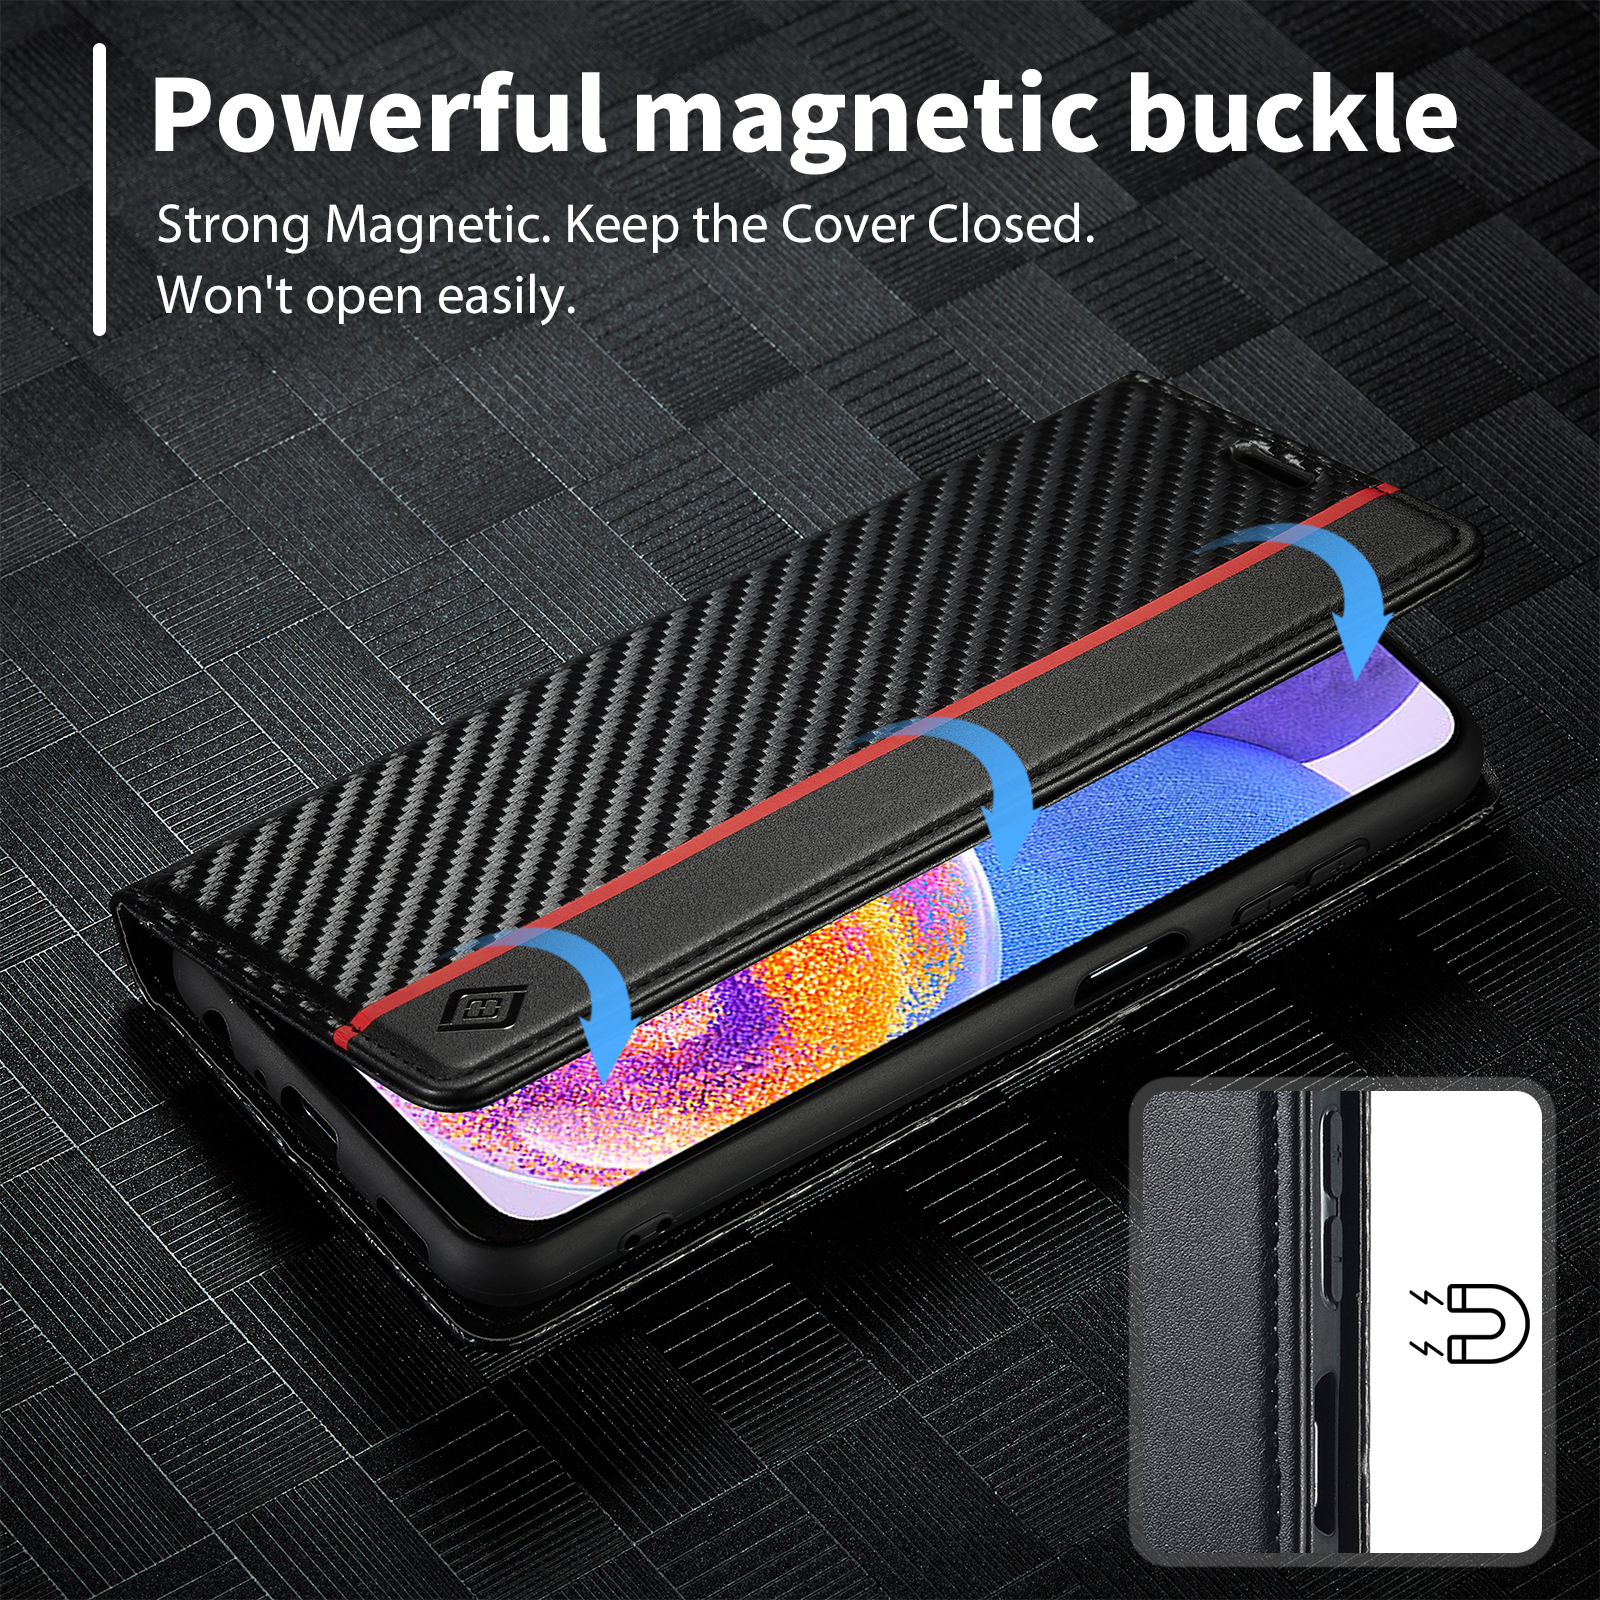 Powerful magnetic buckle
Strong Magnetic. Keep the Cover Closed.
Won't open easily.